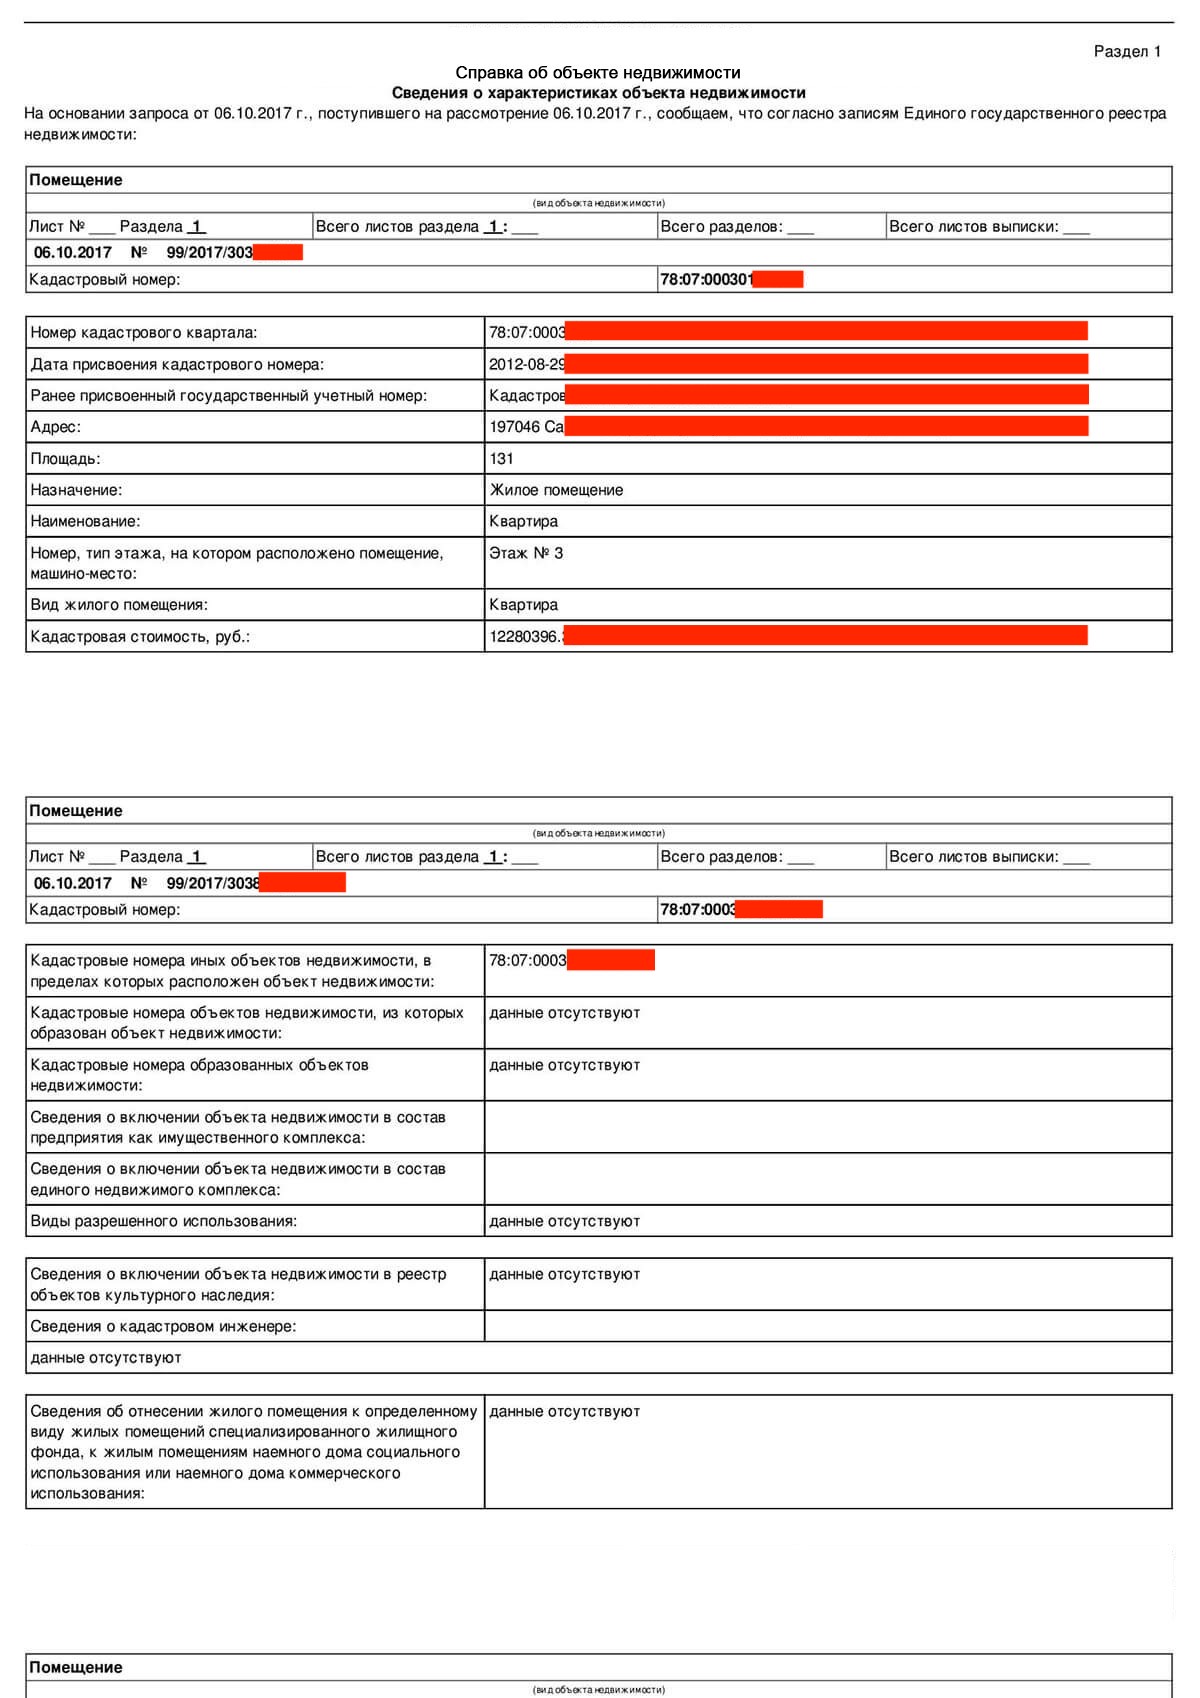 Раздел 1
Справка об объекте недвижимости
Сведения о характеристиках объекта недвижимости
На основании запроса от 06.10.2017 г., поступившего на рассмотрение 06.10.2017 г., сообщаем, что согласно записям Единого государственного реестра
недвижимости:
Помещение
(вид объекта недвижимости)
Лист № ___ Раздела 1 Всего листов раздела 1 : ___ Всего разделов: ___ Всего листов выписки: ___
06.10.2017 № 99/2017/303
Кадастровый номер: 78:07:000301
Номер кадастрового квартала: 78:07:0003
Дата присвоения кадастрового номера: 2012-08-29
Ранее присвоенный государственный учетный номер: Кадастров
Адрес: 197046 Са
Площадь: 131
Назначение: Жилое помещение
Наименование: Квартира
Номер, тип этажа, на котором расположено помещение, Этаж № 3
машино-место:
Вид жилого помещения: Квартира
Кадастровая стоимость, руб.: 12280396.
Помещение
(вид объекта недвижимости)
Лист № ___ Раздела 1 Всего листов раздела 1 : ___ Всего разделов: ___ Всего листов выписки: ___
06.10.2017 № 99/2017/3038
Кадастровый номер: 78:07:0003
Кадастровые номера иных объектов недвижимости, в 78:07:0003
пределах которых расположен объект недвижимости:
Кадастровые номера объектов недвижимости, из которых данные отсутствуют
образован объект недвижимости:
Кадастровые номера образованных объектов данные отсутствуют
недвижимости:
Сведения о включении объекта недвижимости в состав
предприятия как имущественного комплекса:
Сведения о включении объекта недвижимости в состав
единого недвижимого комплекса:
Виды разрешенного использования: данные отсутствуют
Сведения о включении объекта недвижимости в реестр данные отсутствуют
объектов культурного наследия:
Сведения о кадастровом инженере:
данные отсутствуют
Сведения об отнесении жилого помещения к определенному данные отсутствуют
виду жилых помещений специализированного жилищного
фонда, к жилым помещениям наемного дома социального
использования или наемного дома коммерческого
использования:
Помещение
(вид объекта недвижимости)